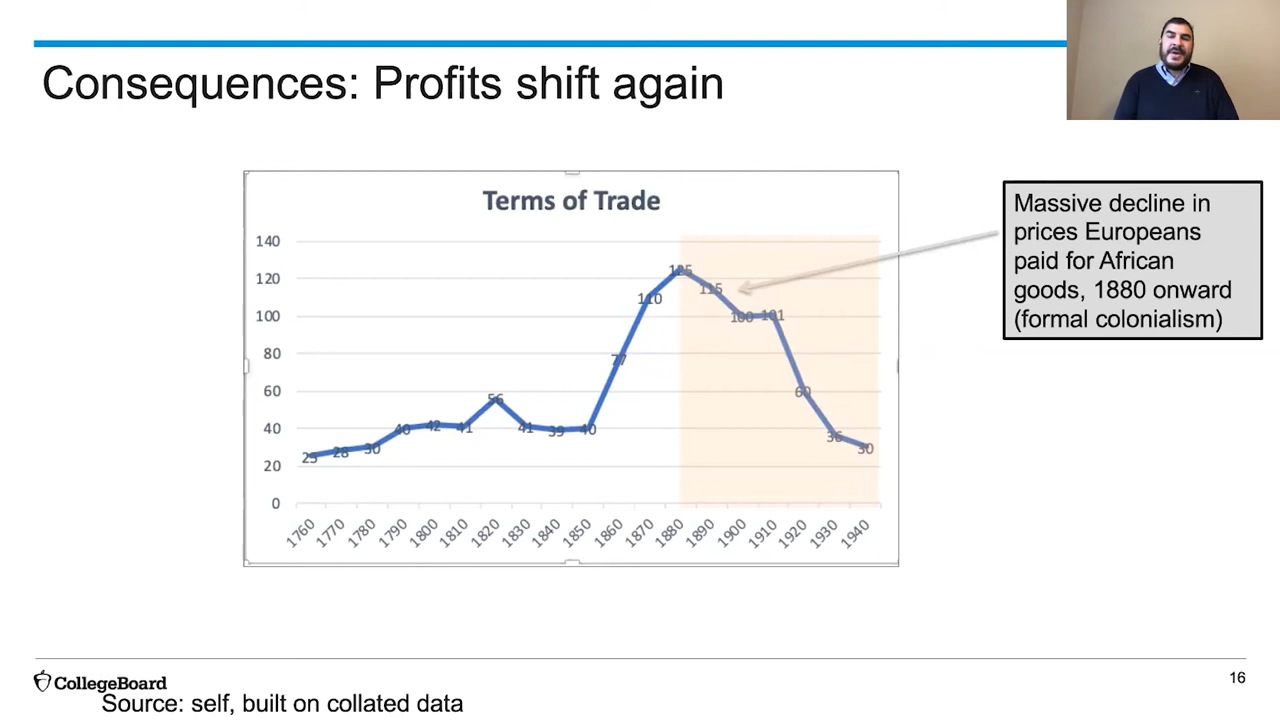 Consequences: Profits shift again
Terms of Trade
Massive decline in
prices Europeans
paid for African
goods, 1880 onward
(formal colonialism)
140
120
100
80
60
40
20
0
25 28 30 40 42 41 56 41 39 40 77 110 125 115 100 101 60 36 30
1760 1770 1780 1790 1800 1810 1820 1830 1840 1850 1860 1870 1880 1890 1900 1910 1920 1930 1940
CollegeBoard
16
Source: self, built on collated data